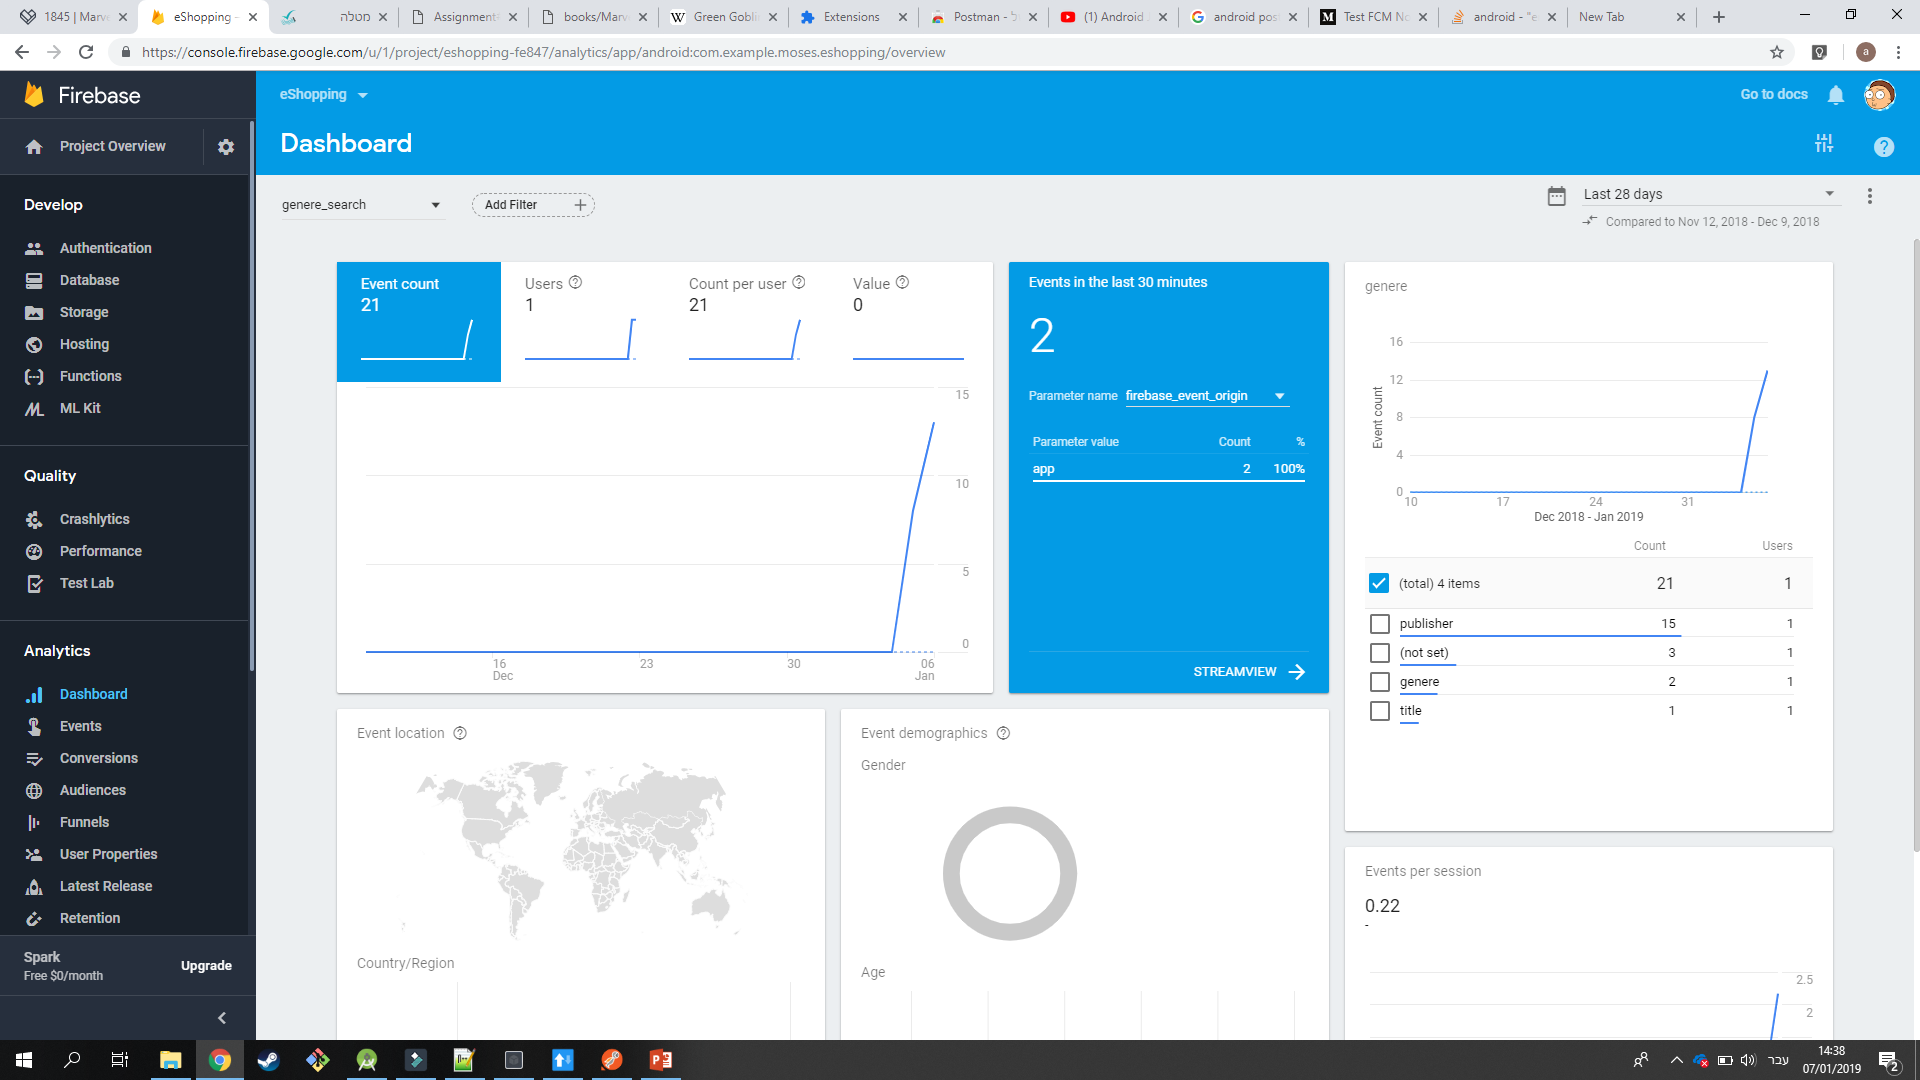 1845 | Marve
eShopping -
מטלה
Assignment
books/Marv
Green Gobli
Extensions
Postman -
(1) Android
android pos
Test FCM No
android - "e
New Tab
https://console.firebase.google.com/u/1/project/eshopping-fe847/analytics/app/android:com.example.moses.eshopping/overview
a
Firebase
eShopping
Go to docs
Project Overview
Dashboard
Develop
Authentication
Database
Storage
Hosting
Functions
ML Kit
Quality
Crashlytics
Performance
Test Lab
Analytics
Dashboard
Events
Conversions
Audiences
Funnels
User Properties
Latest Release
Retention
Spark
Free $0/month
Upgrade
genere_search
Add Filter
Last 28 days
Compared to Nov 12, 2018 - Dec 9, 2018
Event count
21
Users
1
Count per user
21
Value
0
15
10
5
0
16
Dec
23
30
06
Jan
Events in the last 30 minutes
2
Parameter name firebase_event_origin
Parameter value Count %
app 2 100%
STREAMVIEW
genere
Event count
16
12
8
4
0
10 17 24 31
Dec 2018 - Jan 2019
Count Users
(total) 4 items 21 1
publisher 15 1
(not set) 3 1
genere 2 1
title 1 1
Event location
Country/Region
Event demographics
Gender
Age
Events per session
0.22
-
2.5
2
עבר
14:38
07/01/2019
2